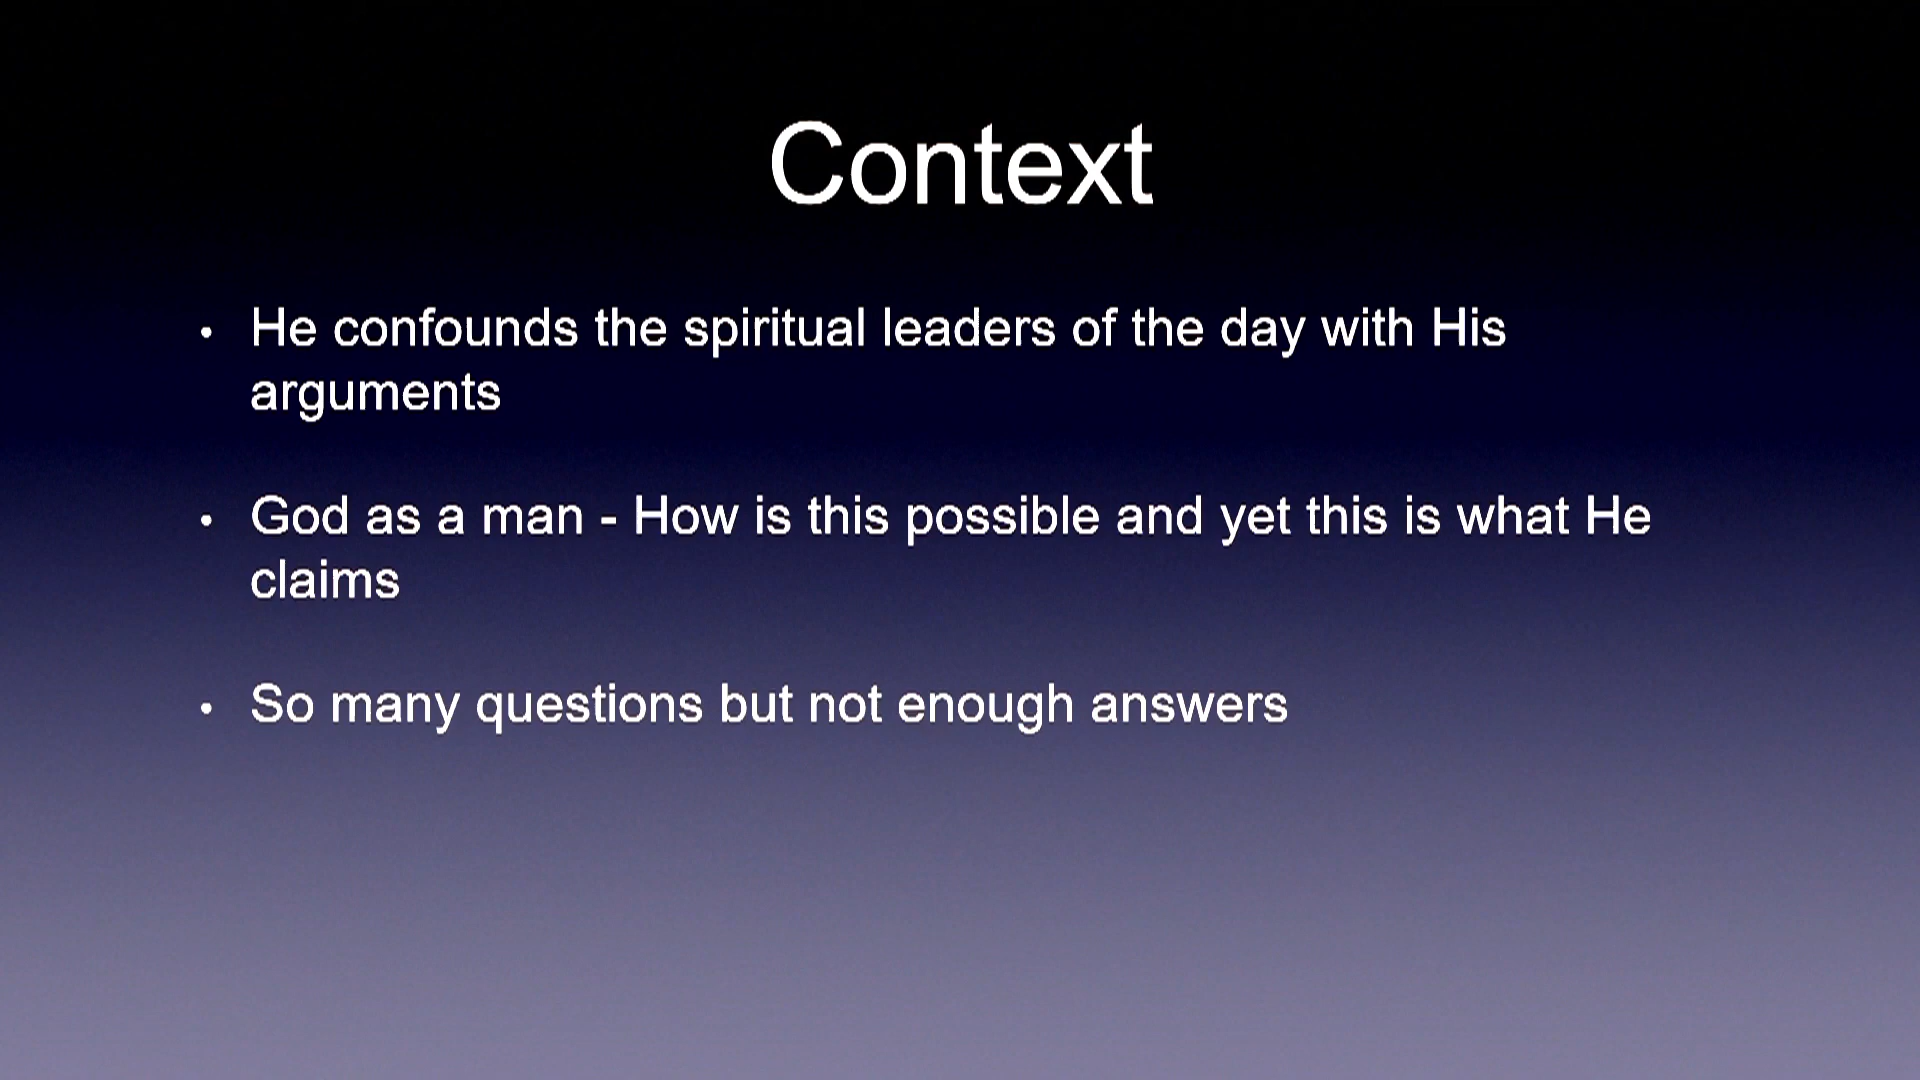 Context
• He confounds the spiritual leaders of the day with His
arguments
• God as a man - How is this possible and yet this is what He
claims
• So many questions but not enough answers